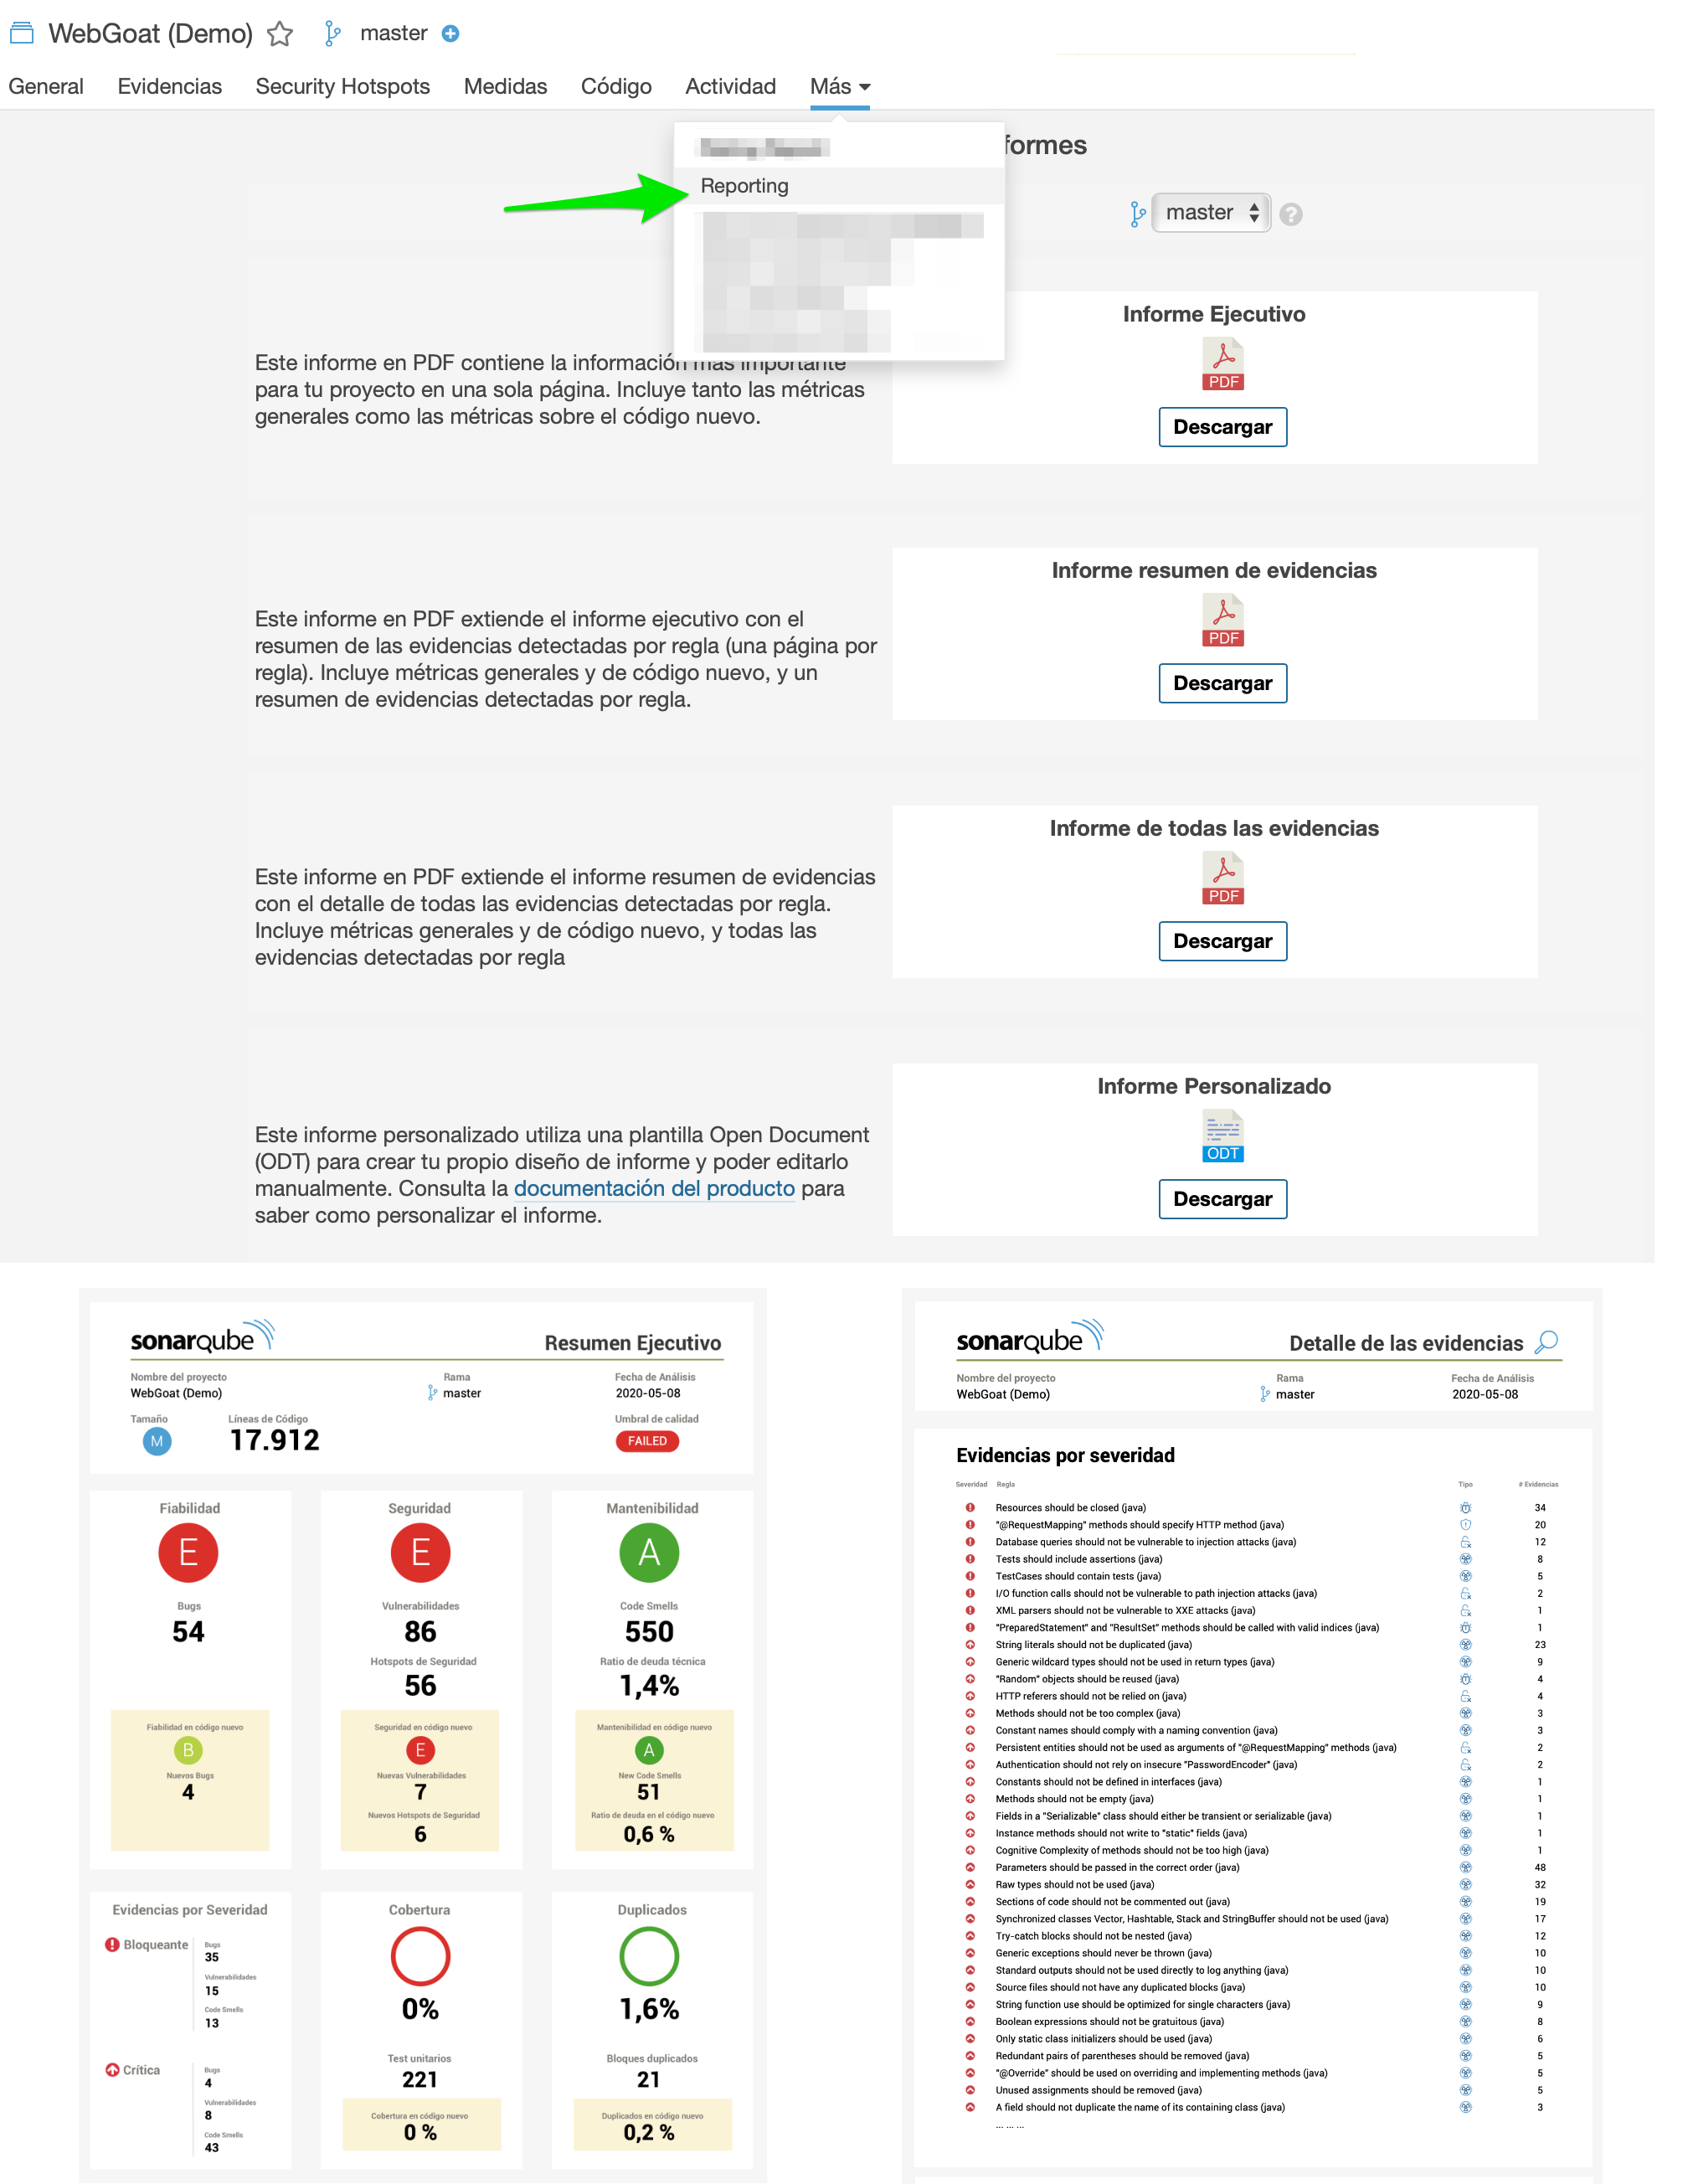 WebGoat (Demo) master
General Evidencias Security Hotspots Medidas Código Actividad Más
formes
Reporting
master ?
Informe Ejecutivo
PDF
Descargar
Este informe en PDF contiene la información más importante
para tu proyecto en una sola página. Incluye tanto las métricas
generales como las métricas sobre el código nuevo.
Informe resumen de evidencias
PDF
Descargar
Este informe en PDF extiende el informe ejecutivo con el
resumen de las evidencias detectadas por regla (una página por
regla). Incluye métricas generales y de código nuevo, y un
resumen de evidencias detectadas por regla.
Informe de todas las evidencias
PDF
Descargar
Este informe en PDF extiende el informe resumen de evidencias
con el detalle de todas las evidencias detectadas por regla.
Incluye métricas generales y de código nuevo, y todas las
evidencias detectadas por regla
Informe Personalizado
ODT
Descargar
Este informe personalizado utiliza una plantilla Open Document
(ODT) para crear tu propio diseño de informe y poder editarlo
manualmente. Consulta la documentación del producto para
saber como personalizar el informe.
sonarqube Resumen Ejecutivo
Nombre del proyecto Rama Fecha de Análisis
WebGoat (Demo) master 2020-05-08
Tamaño Líneas de Código Umbral de calidad
M 17.912 FAILED
Fiabilidad Seguridad Mantenibilidad
E E A
Bugs Vulnerabilidades Code Smells
54 86 550
Hotspots de Seguridad Ratio de deuda técnica
56 1,4%
Fiabilidad en código nuevo Seguridad en código nuevo Mantenibilidad en código nuevo
B E A
Nuevos Bugs Nuevas Vulnerabilidades New Code Smells
4 7 51
Nuevos Hotspots de Seguridad Ratio de deuda en el código nuevo
6 0,6 %
Evidencias por Severidad Cobertura Duplicados
Bloqueante
Bugs
35
Vulnerabilidades
15
Code Smells
13
0% 1,6%
Crítica
Bugs
4
Vulnerabilidades
8
Code Smells
43
Test unitarios Bloques duplicados
221 21
Cobertura en código nuevo Duplicados en código nuevo
0 % 0,2 %
sonarqube Detalle de las evidencias
Nombre del proyecto Rama Fecha de Análisis
WebGoat (Demo) master 2020-05-08
Evidencias por severidad
Severidad Regla Tipo # Evidencias
Resources should be closed (java) 34
"@RequestMapping" methods should specify HTTP method (java) 20
Database queries should not be vulnerable to injection attacks (java) 12
Tests should include assertions (java) 8
TestCases should contain tests (java) 5
I/O function calls should not be vulnerable to path injection attacks (java) 2
XML parsers should not be vulnerable to XXE attacks (java) 1
"PreparedStatement" and "ResultSet" methods should be called with valid indices (java) 1
String literals should not be duplicated (java) 23
Generic wildcard types should not be used in return types (java) 9
"Random" objects should be reused (java) 4
HTTP referers should not be relied on (java) 4
Methods should not be too complex (java) 3
Constant names should comply with a naming convention (java) 3
Persistent entities should not be used as arguments of "@RequestMapping" methods (java) 2
Authentication should not rely on insecure "PasswordEncoder" (java) 2
Constants should not be defined in interfaces (java) 1
Methods should not be empty (java) 1
Fields in a "Serializable" class should either be transient or serializable (java) 1
Instance methods should not write to "static" fields (java) 1
Cognitive Complexity of methods should not be too high (java) 1
Parameters should be passed in the correct order (java) 48
Raw types should not be used (java) 32
Sections of code should not be commented out (java) 19
Synchronized classes Vector, Hashtable, Stack and StringBuffer should not be used (java) 17
Try-catch blocks should not be nested (java) 12
Generic exceptions should never be thrown (java) 10
Standard outputs should not be used directly to log anything (java) 10
Source files should not have any duplicated blocks (java) 10
String function use should be optimized for single characters (java) 9
Boolean expressions should not be gratuitous (java) 8
Only static class initializers should be used (java) 6
Redundant pairs of parentheses should be removed (java) 5
"@Override" should be used on overriding and implementing methods (java) 5
Unused assignments should be removed (java) 5
A field should not duplicate the name of its containing class (java) 3
... ... ...